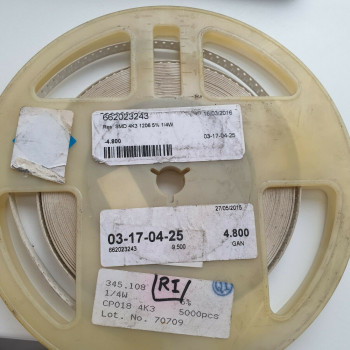 662023243
16/03/2016
Res. SMD 4K3 1206 5% 1/4W
-4.800
03-17-04-25
27/05/2015
03-17-04-25
4.800
662023243
9.500
GAN
345.108
RI
1/4W
5%
CP018 4K3
5000pcs
Lot. No. 70709